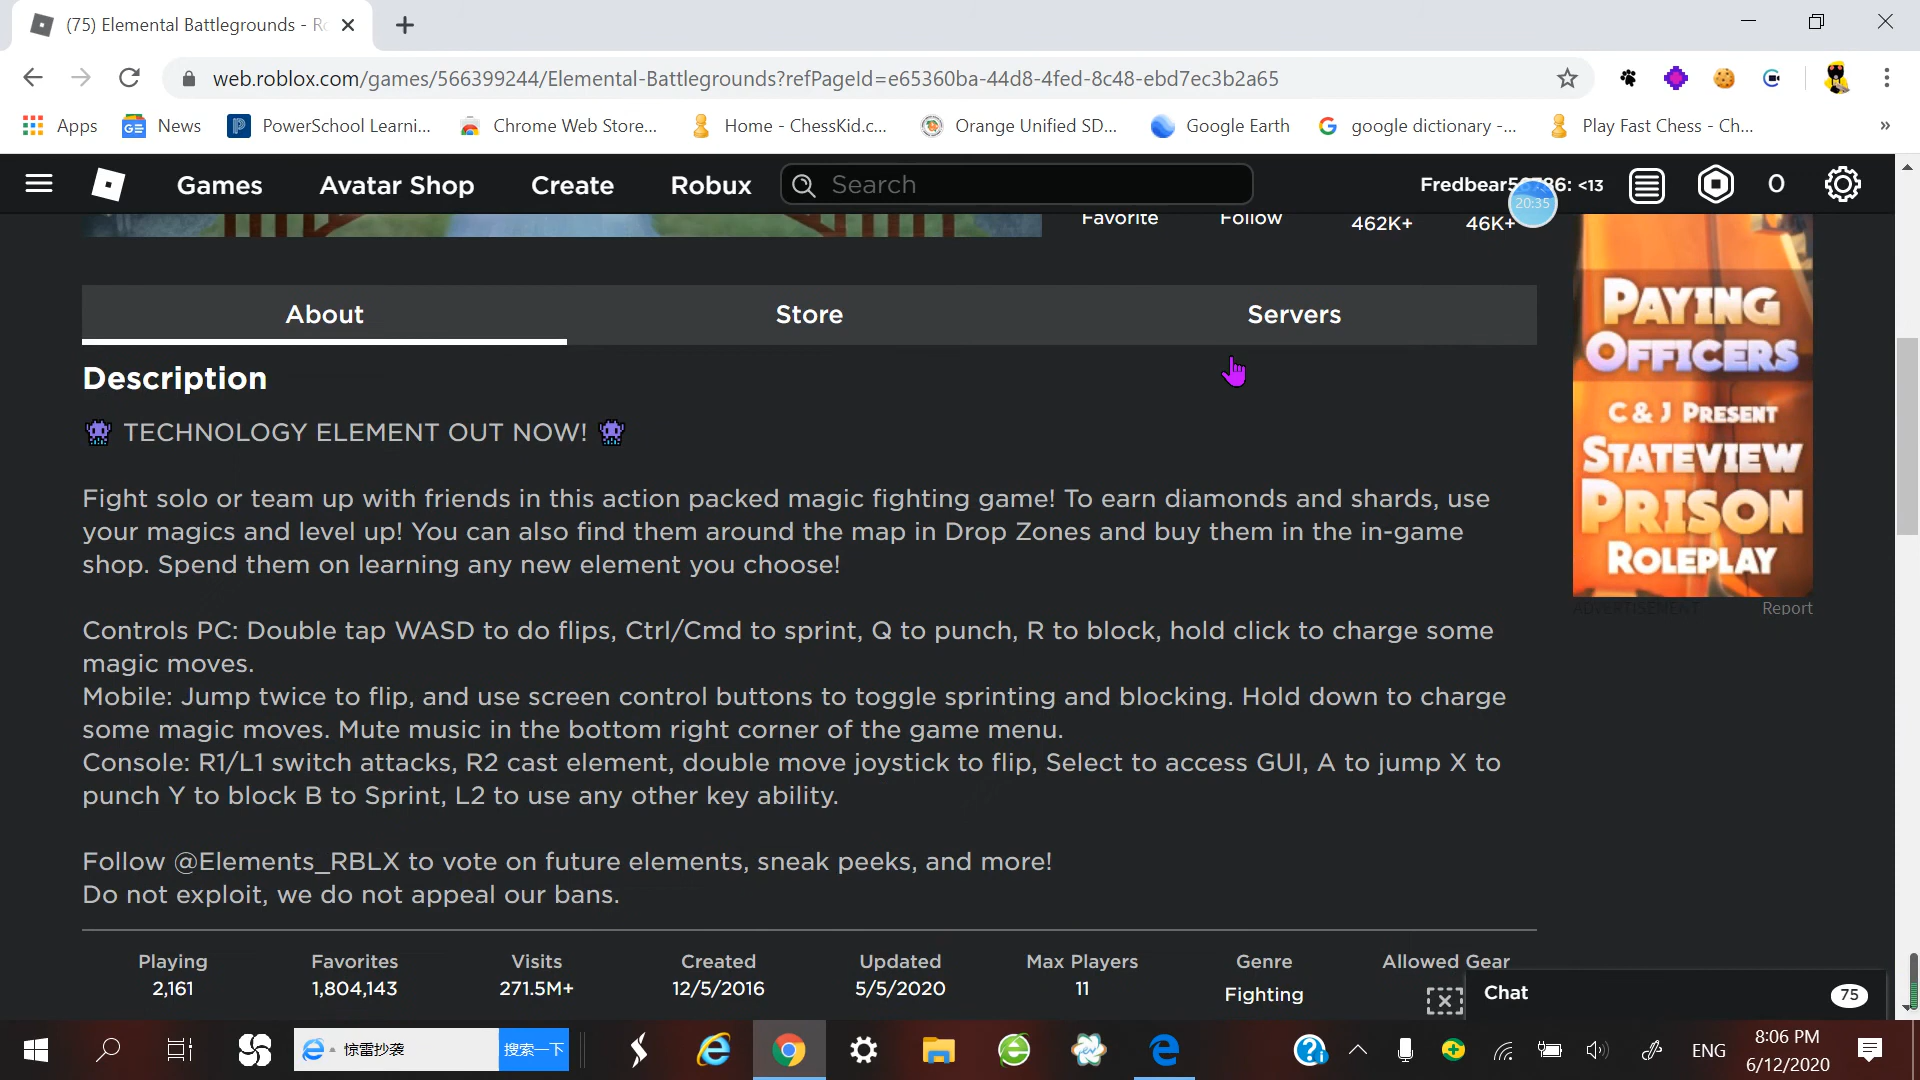 (75) Elemental Battlegrounds - Ro
web.roblox.com/games/566399244/Elemental-Battlegrounds?refPageId=e65360ba-44d8-4fed-8c48-ebd7ec3b2a65
Apps News PowerSchool Learni... Chrome Web Store... Home - ChessKid.c... Orange Unified SD... Google Earth google dictionary -... Play Fast Chess - Ch... »
Games Avatar Shop Create Robux Search : <13 0
20:35
Favorite Follow 462K+ 46K+
About Store Servers
Description
👾 TECHNOLOGY ELEMENT OUT NOW! 👾
Fight solo or team up with friends in this action packed magic fighting game! To earn diamonds and shards, use
your magics and level up! You can also find them around the map in Drop Zones and buy them in the in-game
shop. Spend them on learning any new element you choose!
Controls PC: Double tap WASD to do flips, Ctrl/Cmd to sprint, Q to punch, R to block, hold click to charge some
magic moves.
Mobile: Jump twice to flip, and use screen control buttons to toggle sprinting and blocking. Hold down to charge
some magic moves. Mute music in the bottom right corner of the game menu.
Console: R1/L1 switch attacks, R2 cast element, double move joystick to flip, Select to access GUI, A to jump X to
punch Y to block B to Sprint, L2 to use any other key ability.
Follow @Elements_RBLX to vote on future elements, sneak peeks, and more!
Do not exploit, we do not appeal our bans.
Playing Favorites Visits Created Updated Max Players Genre Allowed Gear
2,161 1,804,143 271.5M+ 12/5/2016 5/5/2020 11 Fighting
PAYING
OFFICERS
C & J PRESENT
STATEVIEW
PRISON
ROLEPLAY
ADVERTISEMENT Report
Chat 75
惊雷抄袭 搜索一下
ENG
8:06 PM
6/12/2020